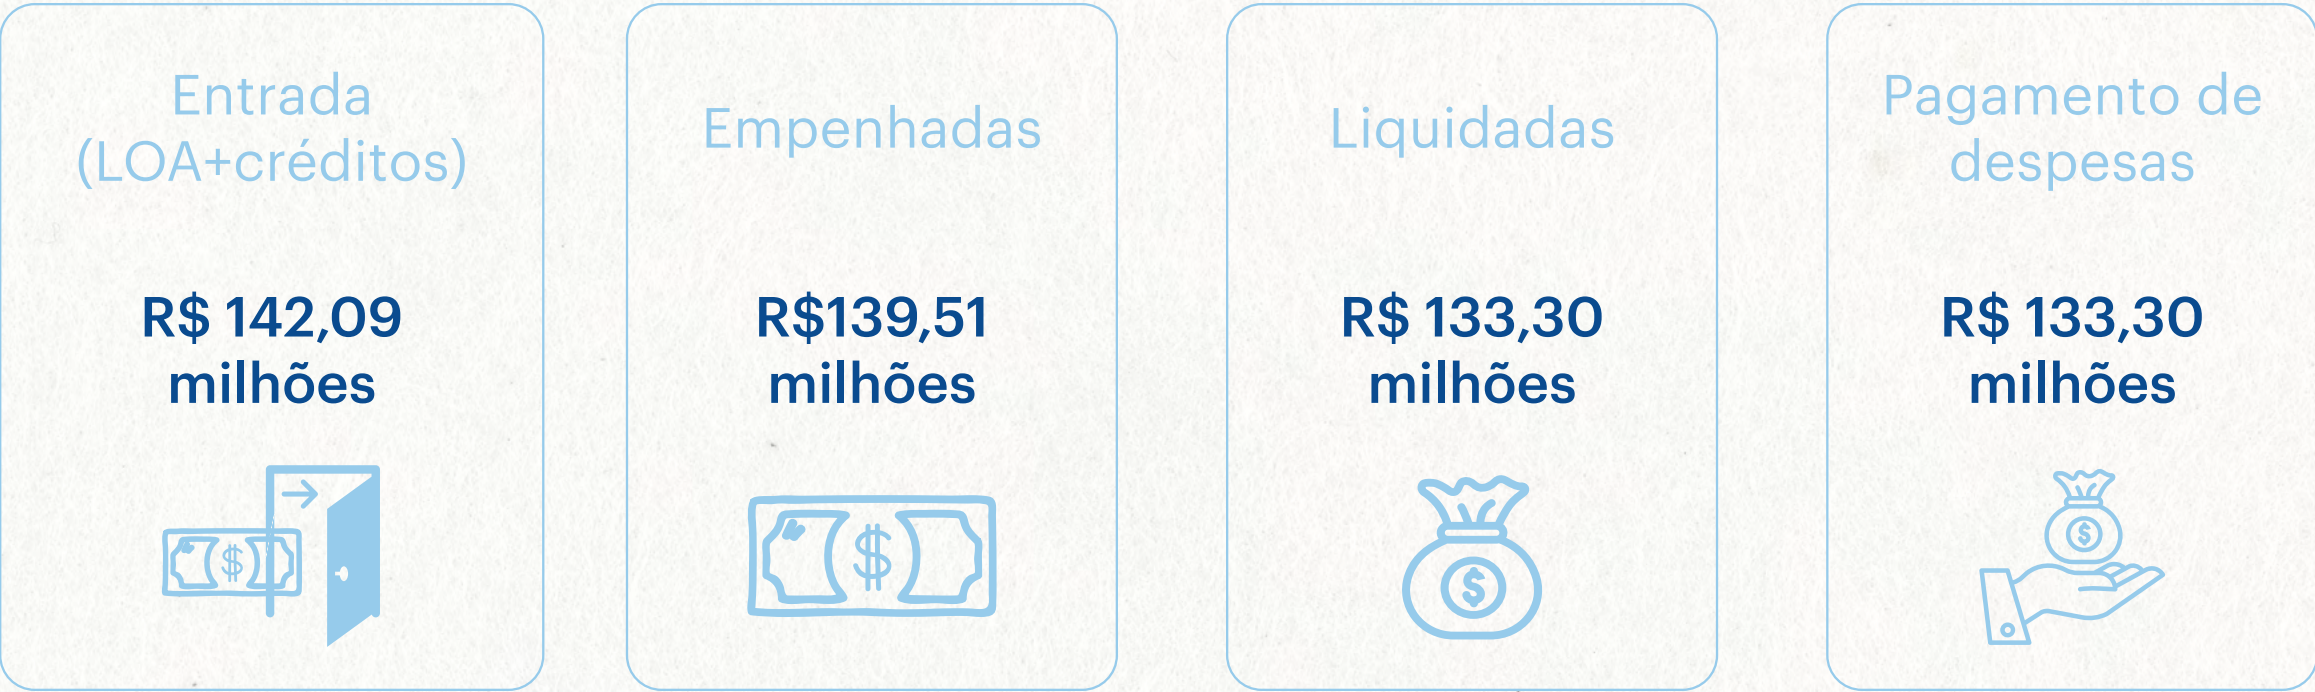 Entrada
(LOA+créditos)
R$ 142,09
milhões
Empenhadas
R$139,51
milhões
Liquidadas
R$ 133,30
milhões
Pagamento de
despesas
R$ 133,30
milhões